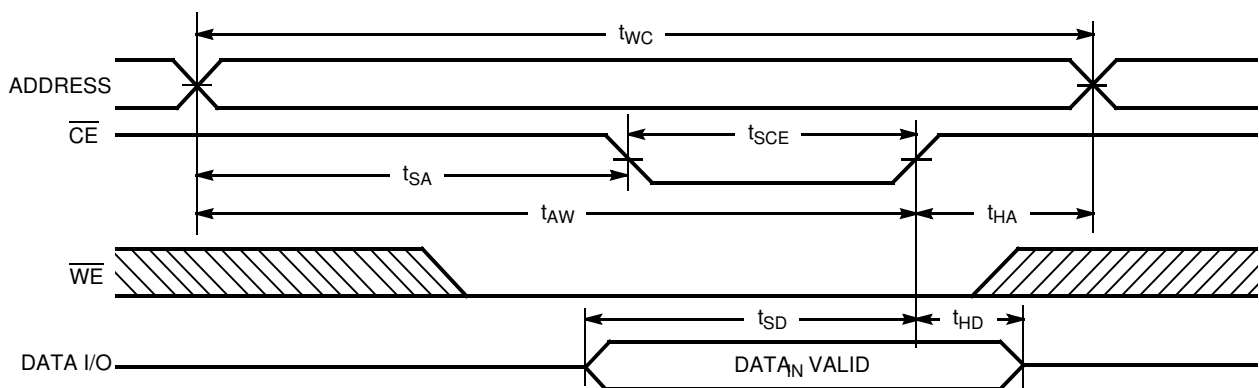 tWC
ADDRESS
CE
tSCE
tSA
tAW
tHA
WE
tSD
tHD
DATA I/O
DATAIN VALID